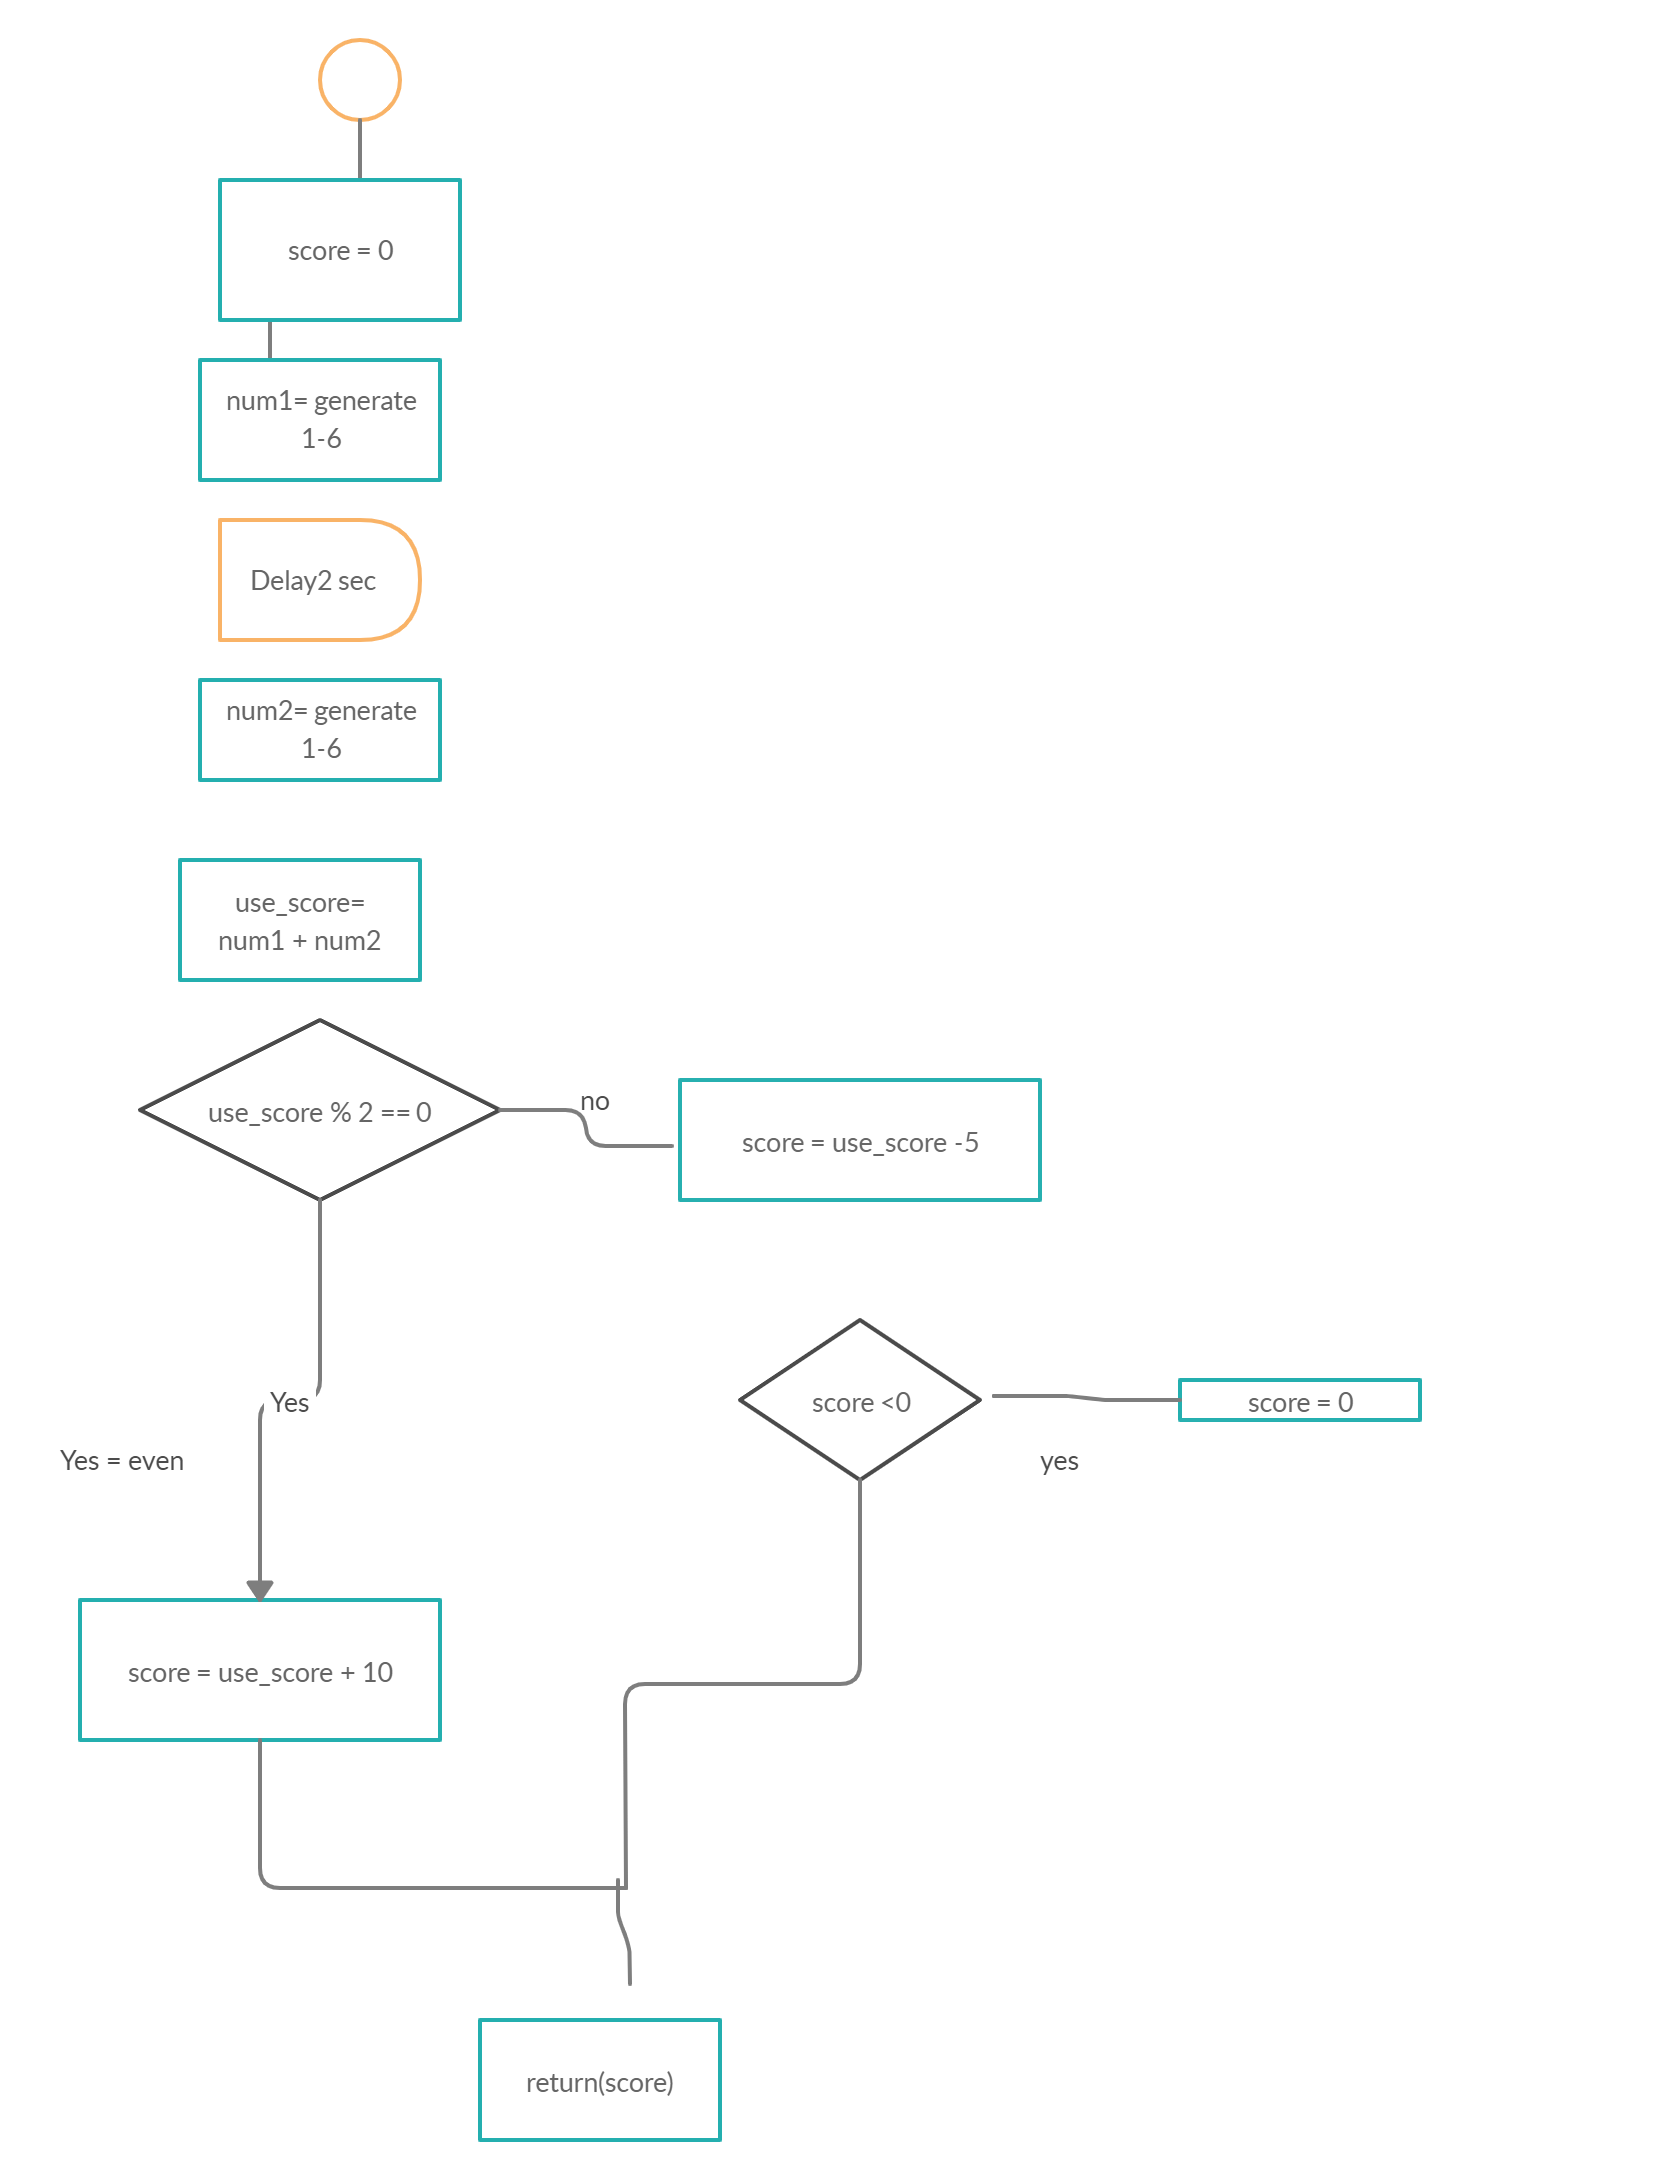 score = 0
num1= generate
1-6
Delay2 sec
num2= generate
1-6
use_score=
num1 + num2
use_score % 2 == 0
no
score = use_score -5
Yes
Yes = even
score <0
yes
score = 0
score = use_score + 10
return(score)